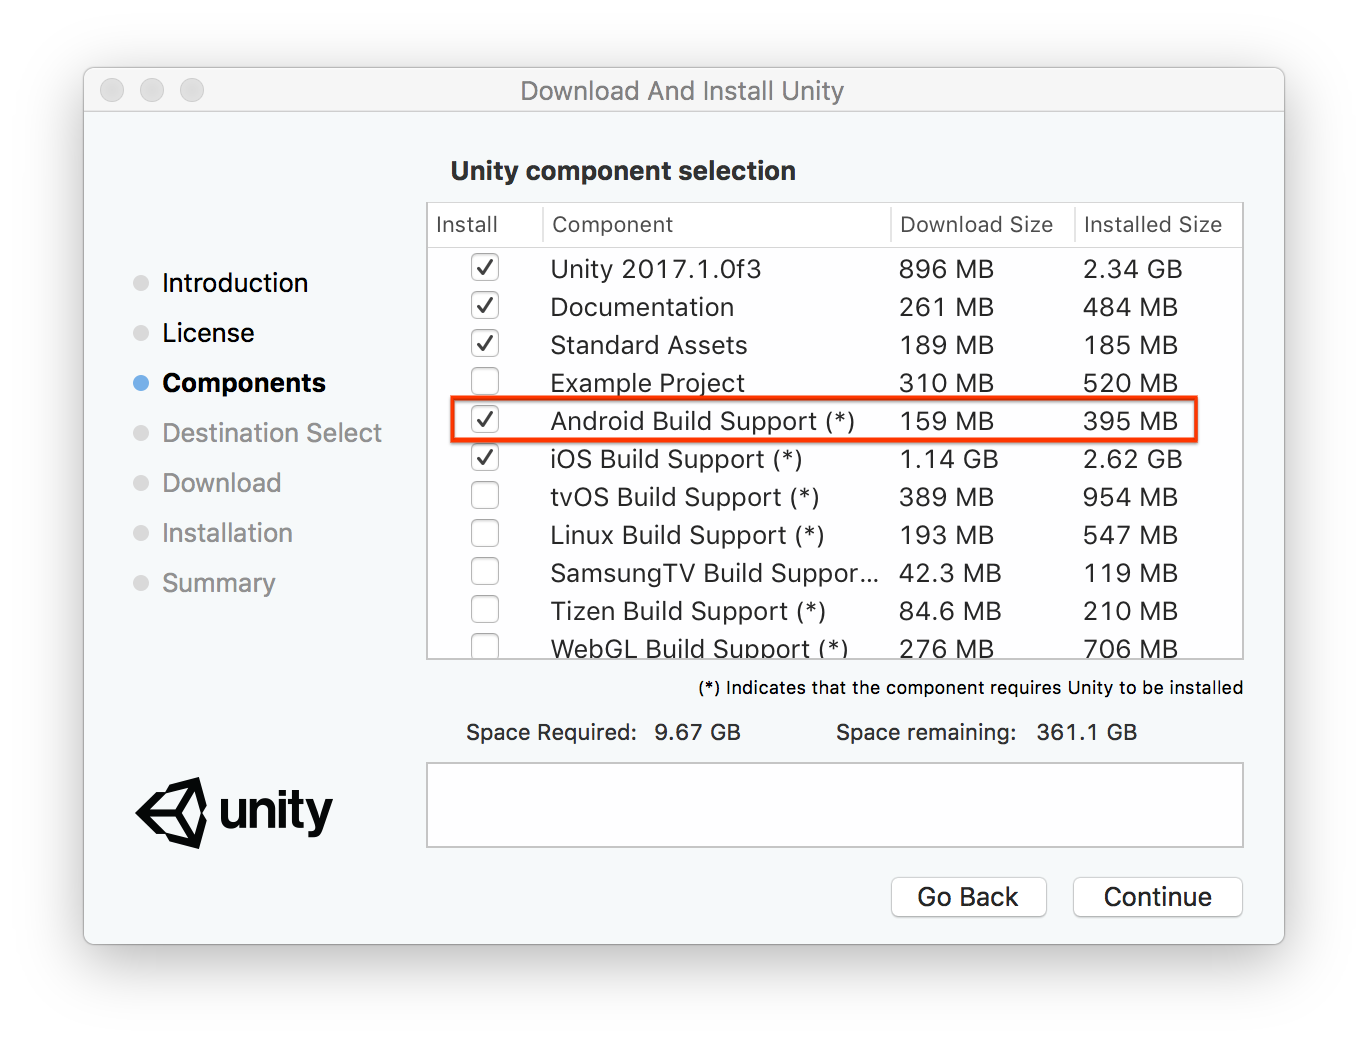 Download And Install Unity
Unity component selection
Install Component Download Size Installed Size
Unity 2017.1.0f3 896 MB 2.34 GB
Documentation 261 MB 484 MB
Standard Assets 189 MB 185 MB
Example Project 310 MB 520 MB
Android Build Support (*) 159 MB 395 MB
iOS Build Support (*) 1.14 GB 2.62 GB
tvOS Build Support (*) 389 MB 954 MB
Linux Build Support (*) 193 MB 547 MB
SamsungTV Build Suppor... 42.3 MB 119 MB
Tizen Build Support (*) 84.6 MB 210 MB
WebGL Build Support (*) 276 MB 706 MB
Introduction
License
Components
Destination Select
Download
Installation
Summary
(*) Indicates that the component requires Unity to be installed
Space Required: 9.67 GB Space remaining: 361.1 GB
unity
Go Back Continue